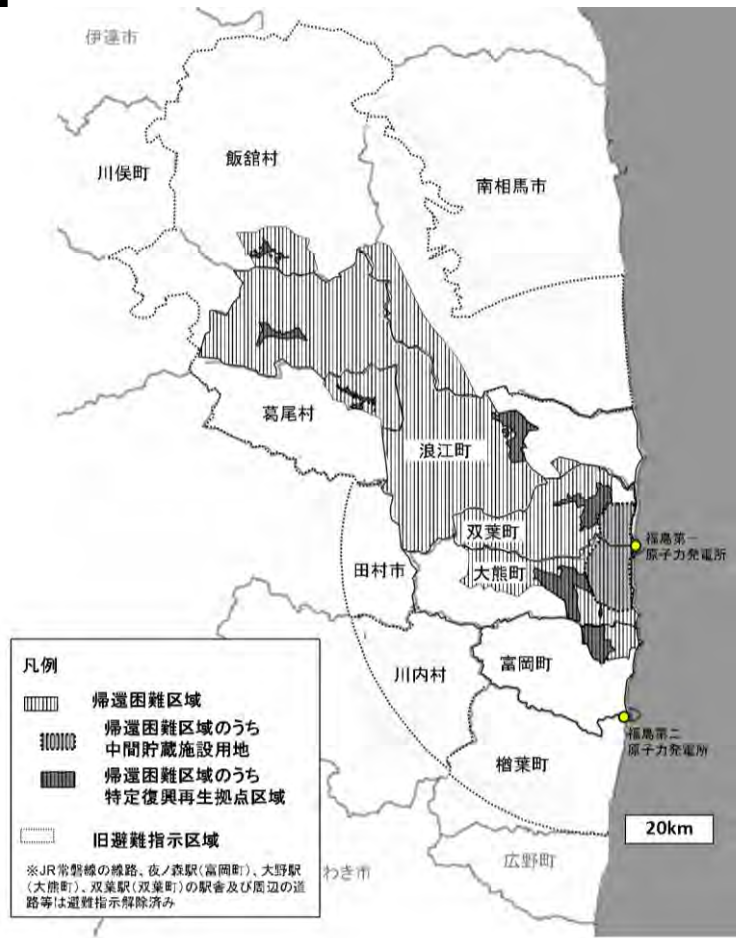 伊達市
飯舘村
川俣町
南相馬市
葛尾村
浪江町
双葉町
福島第一
原子力発電所
田村市
大熊町
川内村
富岡町
福島第二
原子力発電所
楢葉町
20km
広野町
わき市
凡例
帰還困難区域
帰還困難区域のうち
中間貯蔵施設用地
帰還困難区域のうち
特定復興再生拠点区域
旧避難指示区域
※JR常磐線の線路、夜ノ森駅(富岡町)、大野駅
(大熊町)、双葉駅(双葉町)の駅舎及び周辺の道
路等は避難指示解除済み